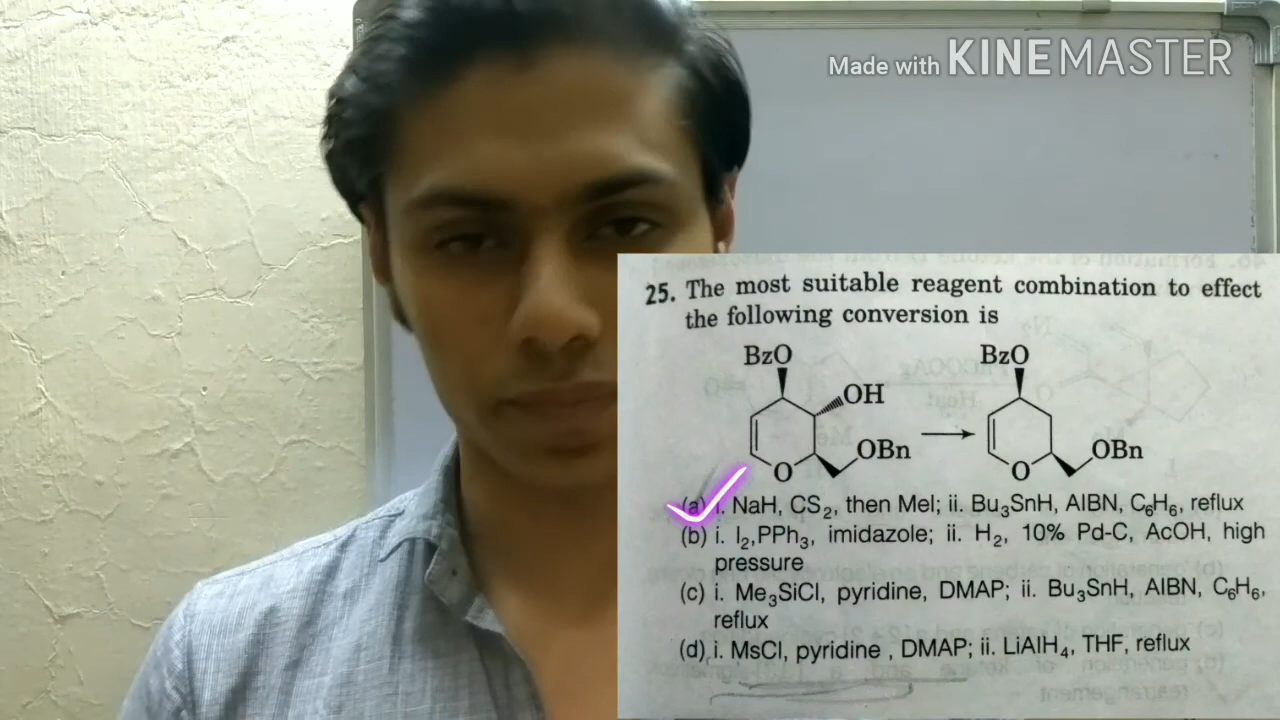 Made with KINEMASTER
25. The most suitable reagent combination to effect
the following conversion is
BzO
OH
OBn
O
BzO
OBn
O
(a) i. NaH, CS₂, then MeI; ii. Bu₃SnH, AIBN, C₆H₆, reflux
(b) i. I₂,PPh₃, imidazole; ii. H₂, 10% Pd-C, AcOH, high
pressure
(c) i. Me₃SiCl, pyridine, DMAP; ii. Bu₃SnH, AIBN, C₆H₆,
reflux
(d) i. MsCl, pyridine , DMAP; ii. LiAlH₄, THF, reflux